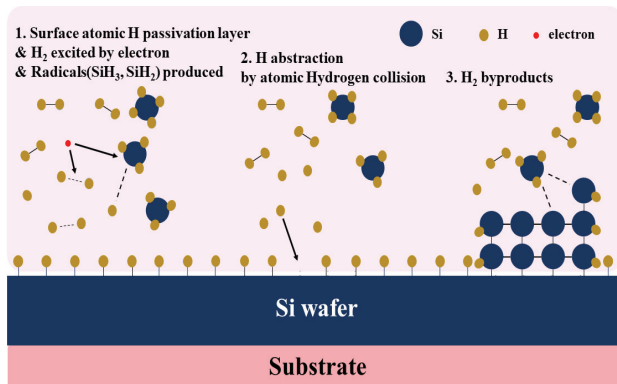 1. Surface atomic H passivation layer
& H₂ excited by electron
& Radicals(SiH₃, SiH₂) produced
2. H abstraction
by atomic Hydrogen collision
Si
H
electron
3. H₂ byproducts
Si wafer
Substrate